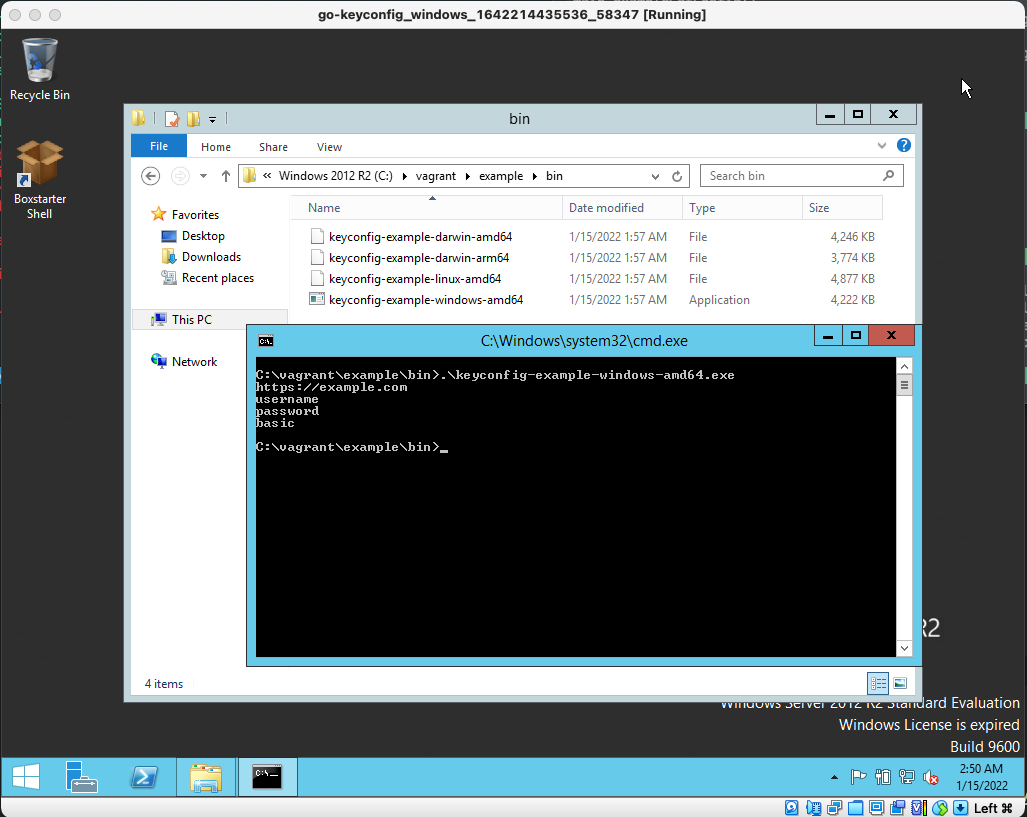 go-keyconfig_windows_1642214435536_58347 [Running]
Recycle Bin
Boxstarter
Shell
bin
File Home Share View
« Windows 2012 R2 (C:) vagrant example bin
Search bin
Favorites
Desktop
Downloads
Recent places
This PC
Network
Name Date modified Type Size
keyconfig-example-darwin-amd64 1/15/2022 1:57 AM File 4,246 KB
keyconfig-example-darwin-arm64 1/15/2022 1:57 AM File 3,774 KB
keyconfig-example-linux-amd64 1/15/2022 1:57 AM File 4,877 KB
keyconfig-example-windows-amd64 1/15/2022 1:57 AM Application 4,222 KB
C:\Windows\system32\cmd.exe
C:\vagrant\example\bin>.\keyconfig-example-windows-amd64.exe
https://example.com
username
password
basic
C:\vagrant\example\bin>_
4 items
R2
Windows Server 2012 R2 Standard Evaluation
Windows License is expired
Build 9600
2:50 AM
1/15/2022
Left ⌘